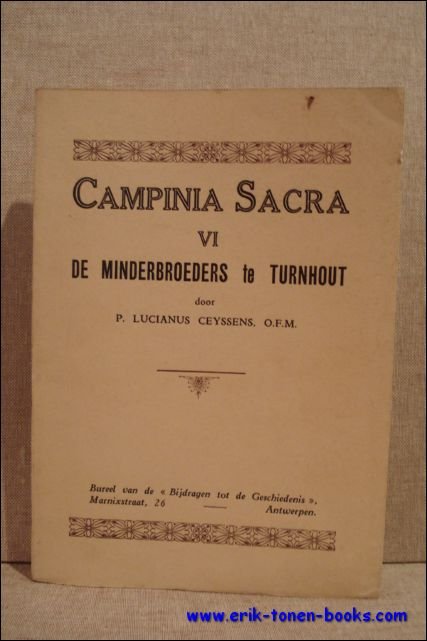 CAMPINIA SACRA
VI
DE MINDERBROEDERS te TURNHOUT
door
P. LUCIANUS CEYSSENS, O.F.M.
Bureel van de « Bijdragen tot de Geschiedenis »,
Marnixstraat, 26 — Antwerpen.
www.erik-tonen-books.com/